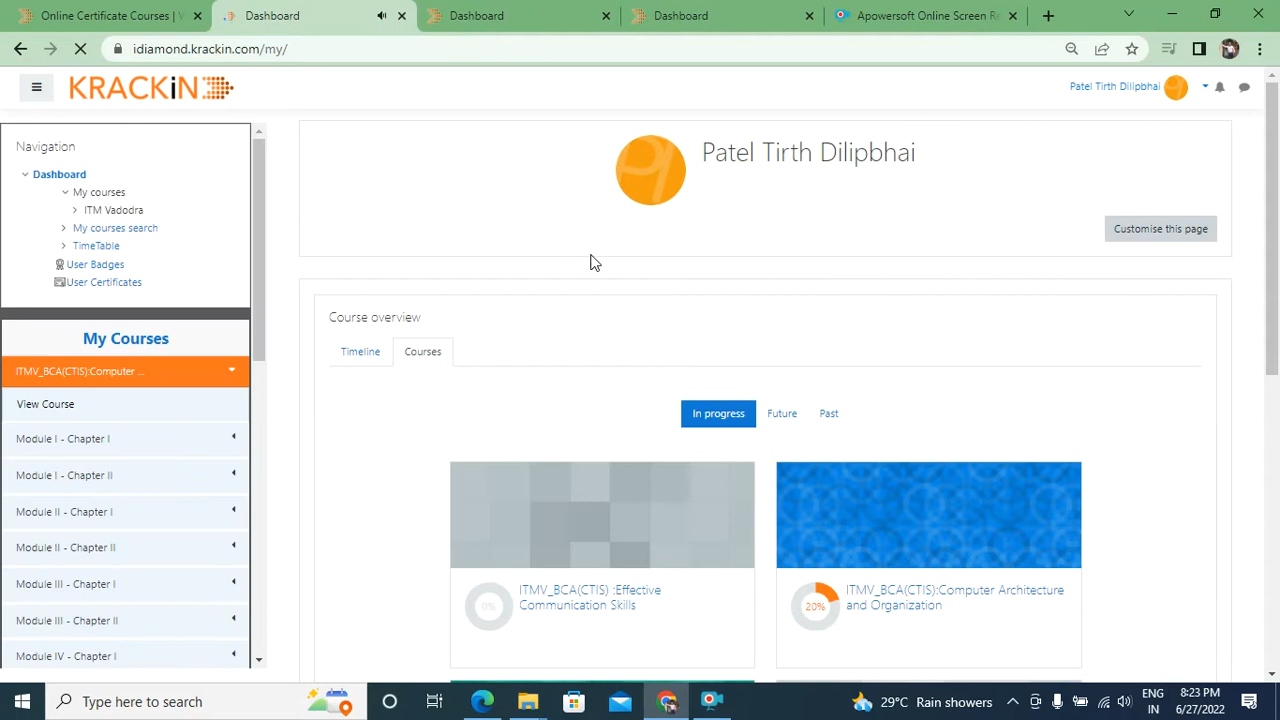 Online Certificate Courses | V
Dashboard
Dashboard
Dashboard
Apowersoft Online Screen Re
idiamond.krackin.com/my/
KRACKiN
Patel Tirth Dilipbhai
Navigation
Dashboard
My courses
ITM Vadodra
My courses search
TimeTable
User Badges
User Certificates
My Courses
ITMV_BCA(CTIS):Computer ...
View Course
Module I - Chapter I
Module I - Chapter II
Module II - Chapter I
Module II - Chapter II
Module III - Chapter I
Module III - Chapter II
Module IV - Chapter I
Patel Tirth Dilipbhai
Customise this page
Course overview
Timeline
Courses
In progress
Future
Past
0%
ITMV_BCA(CTIS) :Effective
Communication Skills
20%
ITMV_BCA(CTIS):Computer Architecture
and Organization
Type here to search
29°C Rain showers
ENG
IN
8:23 PM
6/27/2022